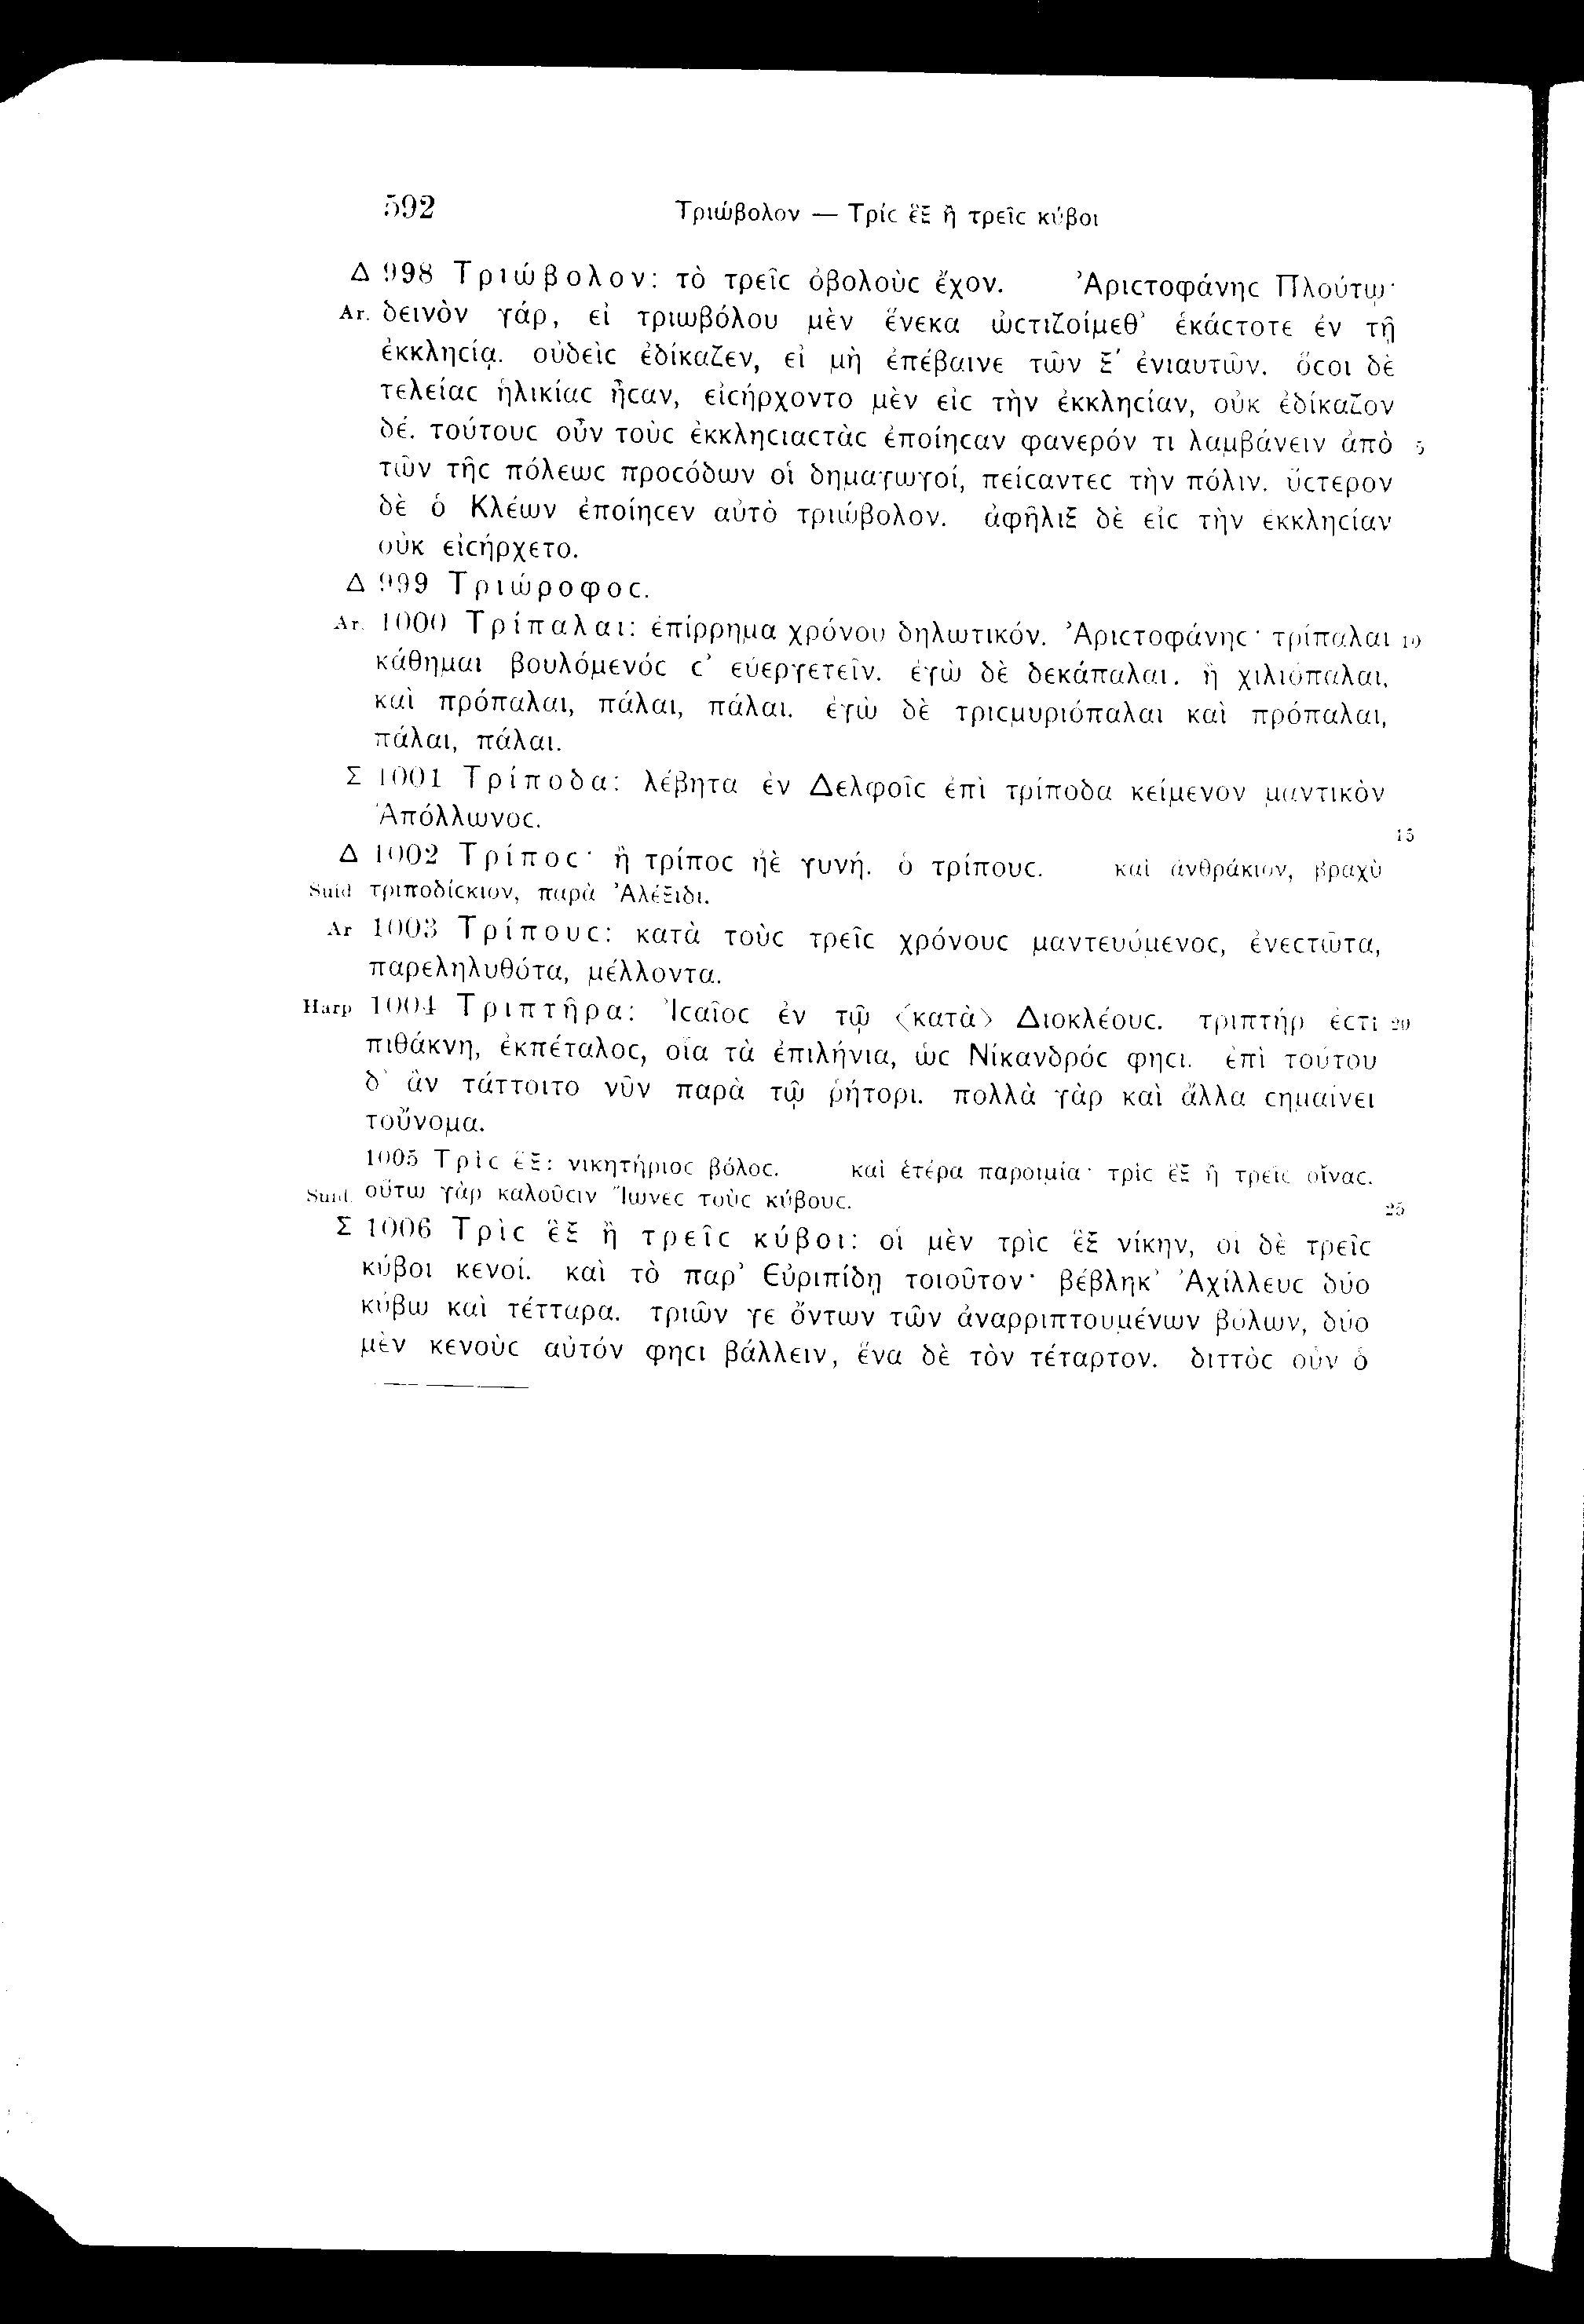 592 Τριώβολον — Τρίϲ ἓξ ἢ τρεῖϲ κύβοι
Δ 998 Τριώβολον: τὸ τρεῖϲ ὀβολοὺϲ ἔχον. Ἀριϲτοφάνηϲ Πλούτῳ·
Ar. δεινὸν γάρ, εἰ τριωβόλου μὲν ἕνεκα ὠϲτιζοίμεθ’ ἑκάϲτοτε ἐν τῇ
ἐκκληϲίᾳ. οὐδεὶϲ ἐδίκαζεν, εἰ μὴ ἐπέβαινε τῶν ξ΄ ἐνιαυτῶν. ὅϲοι δὲ
τελείαϲ ἡλικίαϲ ἦϲαν, εἰϲήρχοντο μὲν εἰϲ τὴν ἐκκληϲίαν, οὐκ ἐδίκαζον
δέ. τούτουϲ οὖν τοὺϲ ἐκκληϲιαϲτὰϲ ἐποίηϲαν φανερόν τι λαμβάνειν ἀπὸ 5
τῶν τῆϲ πόλεωϲ προϲόδων οἱ δημαγωγοί, πείϲαντεϲ τὴν πόλιν. ὕϲτερον
δὲ ὁ Κλέων ἐποίηϲεν αὐτὸ τριώβολον. ἀφῆλιξ δὲ εἰϲ τὴν ἐκκληϲίαν
οὐκ εἰϲήρχετο.
Δ 999 Τριώροφοϲ.
Ar. 1000 Τρίπαλαι: ἐπίρρημα χρόνου δηλωτικόν. Ἀριϲτοφάνηϲ· τρίπαλαι 10
κάθημαι βουλόμενόϲ ϲ’ εὐεργετεῖν. ἐγὼ δὲ δεκάπαλαι. ἢ χιλιόπαλαι,
καὶ πρόπαλαι, πάλαι, πάλαι. ἐγὼ δὲ τριϲμυριόπαλαι καὶ πρόπαλαι,
πάλαι, πάλαι.
Σ 1001 Τρίποδα: λέβητα ἐν Δελφοῖϲ ἐπὶ τρίποδα κείμενον μαντικὸν
Ἀπόλλωνοϲ. 15
Δ 1002 Τρίποϲ· ἢ τρίποϲ ἠὲ γυνή. ὁ τρίπουϲ. καὶ ἀνθράκιον, βραχὺ
Suid τριποδίϲκιον, παρὰ Ἀλέξιδι.
Ar 1003 Τρίπουϲ: κατὰ τοὺϲ τρεῖϲ χρόνουϲ μαντευόμενοϲ, ἐνεϲτῶτα,
παρεληλυθότα, μέλλοντα.
Harp 1004 Τριπτῆρα: Ἰϲαῖοϲ ἐν τῷ <κατὰ> Διοκλέουϲ. τριπτήρ ἐϲτι 20
πιθάκνη, ἐκπέταλοϲ, οἷα τὰ ἐπιλήνια, ὡϲ Νίκανδρόϲ φηϲι. ἐπὶ τούτου
δ’ ἂν τάττοιτο νῦν παρὰ τῷ ῥήτορι. πολλὰ γὰρ καὶ ἄλλα ϲημαίνει
τοὔνομα.
1005 Τρὶϲ ἕξ: νικητήριοϲ βόλοϲ. καὶ ἑτέρα παροιμία· τρὶϲ ἓξ ἢ τρεῖϲ οἴναϲ.
Suid. οὕτω γὰρ καλοῦϲιν Ἴωνεϲ τοὺϲ κύβουϲ. 25
Σ 1006 Τρὶϲ ἓξ ἢ τρεῖϲ κύβοι: οἱ μὲν τρὶϲ ἓξ νίκην, οἱ δὲ τρεῖϲ
κύβοι κενοί. καὶ τὸ παρ’ Εὐριπίδῃ τοιοῦτον· βέβληκ’ Ἀχίλλευϲ δύο
κύβω καὶ τέτταρα. τριῶν γε ὄντων τῶν ἀναρριπτουμένων βόλων, δύο
μὲν κενοὺϲ αὐτόν φηϲι βάλλειν, ἕνα δὲ τὸν τέταρτον. διττὸϲ οὖν ὁ